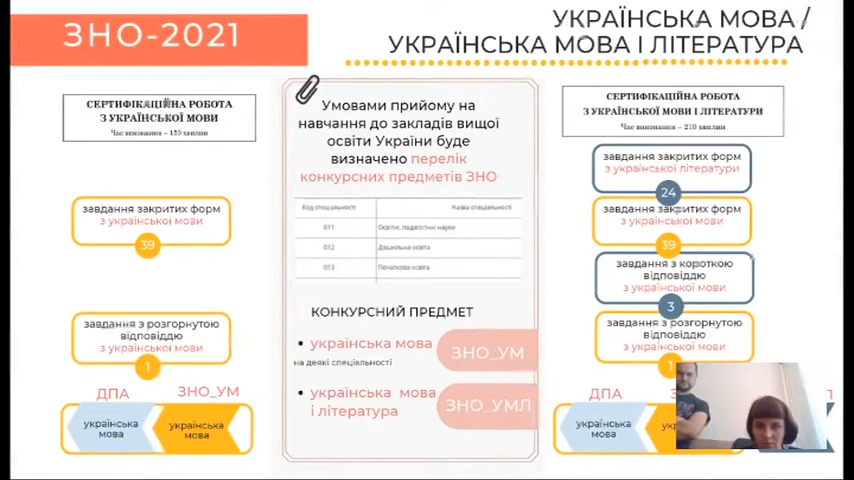 ЗНО-2021
УКРАЇНСЬКА МОВА /
УКРАЇНСЬКА МОВА І ЛІТЕРАТУРА
СЕРТИФІКАЦІЙНА РОБОТА
З УКРАЇНСЬКОЇ МОВИ
Час виконання – 150 хвилин
завдання закритих форм
з української мови
39
завдання з розгорнутою
відповіддю
з української мови
1
ДПА
ЗНО_УМ
українська
мова
українська
мова
Умовами прийому на
навчання до закладів вищої
освіти України буде
визначено перелік
конкурсних предметів ЗНО
Код спеціальності
Назва спеціальності
011
Освітні, педагогічні науки
012
Дошкільна освіта
013
Початкова освіта
КОНКУРСНИЙ ПРЕДМЕТ
• українська мова
на деякі спеціальності
ЗНО_УМ
• українська мова
і література
ЗНО_УМЛ
СЕРТИФІКАЦІЙНА РОБОТА
З УКРАЇНСЬКОЇ МОВИ І ЛІТЕРАТУРИ
Час виконання – 210 хвилин
завдання закритих форм
з української літератури
24
завдання закритих форм
з української мови
39
завдання з короткою
відповіддю
з української мови
3
завдання з розгорнутою
відповіддю
з української мови
1
ДПА
українська
мова